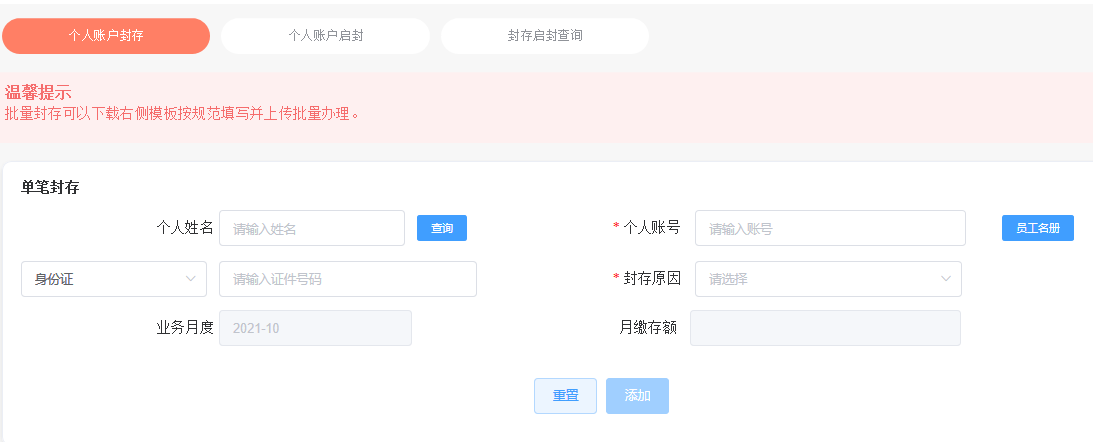 个人账户封存 个人账户启封 封存启封查询
温馨提示
批量封存可以下载右侧模板按规范填写并上传批量办理。
单笔封存
个人姓名 请输入姓名 查询 * 个人账号 请输入账号 员工名册
身份证 请输入证件号码 * 封存原因 请选择
业务月度 2021-10 月缴存额
重置 添加